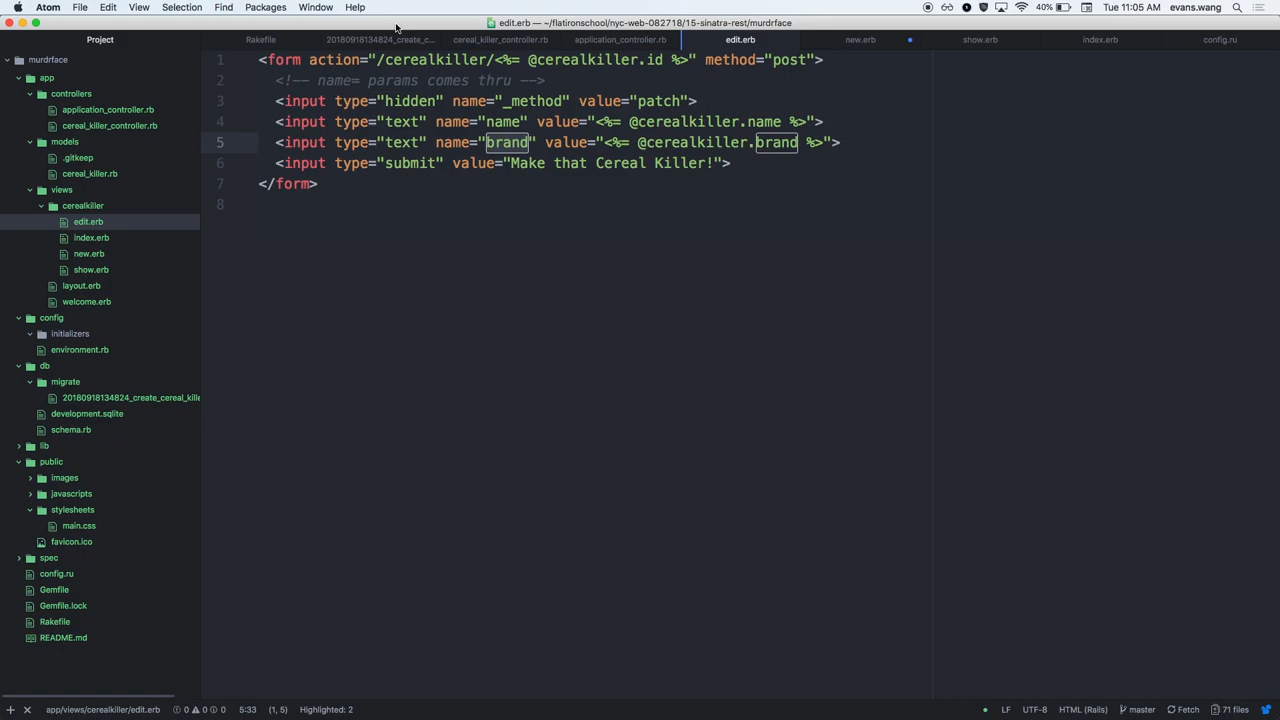 Atom File Edit View Selection Find Packages Window Help 40% Tue 11:05 AM evans.wang
edit.erb — ~/flatironschool/nyc-web-082718/15-sinatra-rest/murdrface
Project
Rakefile 20180918134824_create_c... cereal_killer_controller.rb application_controller.rb edit.erb new.erb show.erb index.erb config.ru
murdrface
app
controllers
application_controller.rb
cereal_killer_controller.rb
models
.gitkeep
cereal_killer.rb
views
cerealkiller
edit.erb
index.erb
new.erb
show.erb
layout.erb
welcome.erb
config
initializers
environment.rb
db
migrate
20180918134824_create_cereal_kille
development.sqlite
schema.rb
lib
public
images
javascripts
stylesheets
main.css
favicon.ico
spec
config.ru
Gemfile
Gemfile.lock
Rakefile
README.md
1 <form action="/cerealkiller/<%= @cerealkiller.id %>" method="post">
2 <!-- name= params comes thru -->
3 <input type="hidden" name="_method" value="patch">
4 <input type="text" name="name" value="<%= @cerealkiller.name %>">
5 <input type="text" name="brand" value="<%= @cerealkiller.brand %>">
6 <input type="submit" value="Make that Cereal Killer!">
7 </form>
8
app/views/cerealkiller/edit.erb 0 0 0 5:33 (1, 5) Highlighted: 2 LF UTF-8 HTML (Rails) master Fetch 71 files